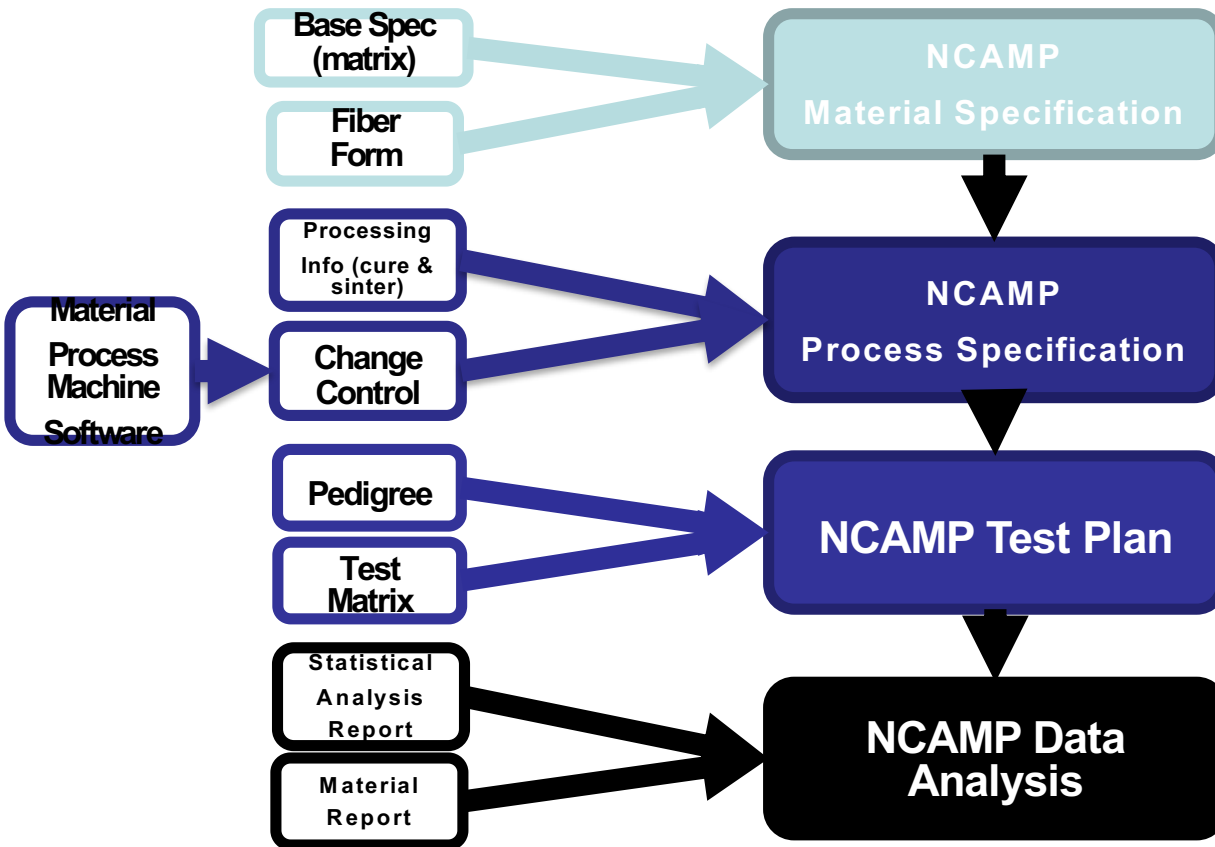 Base Spec
(matrix)
Fiber
Form
NCAMP
Material Specification
Processing
Info (cure &
sinter)
Change
Control
Material
Process
Machine
Software
NCAMP
Process Specification
Pedigree
Test
Matrix
NCAMP Test Plan
Statistical
Analysis
Report
Material
Report
NCAMP Data
Analysis